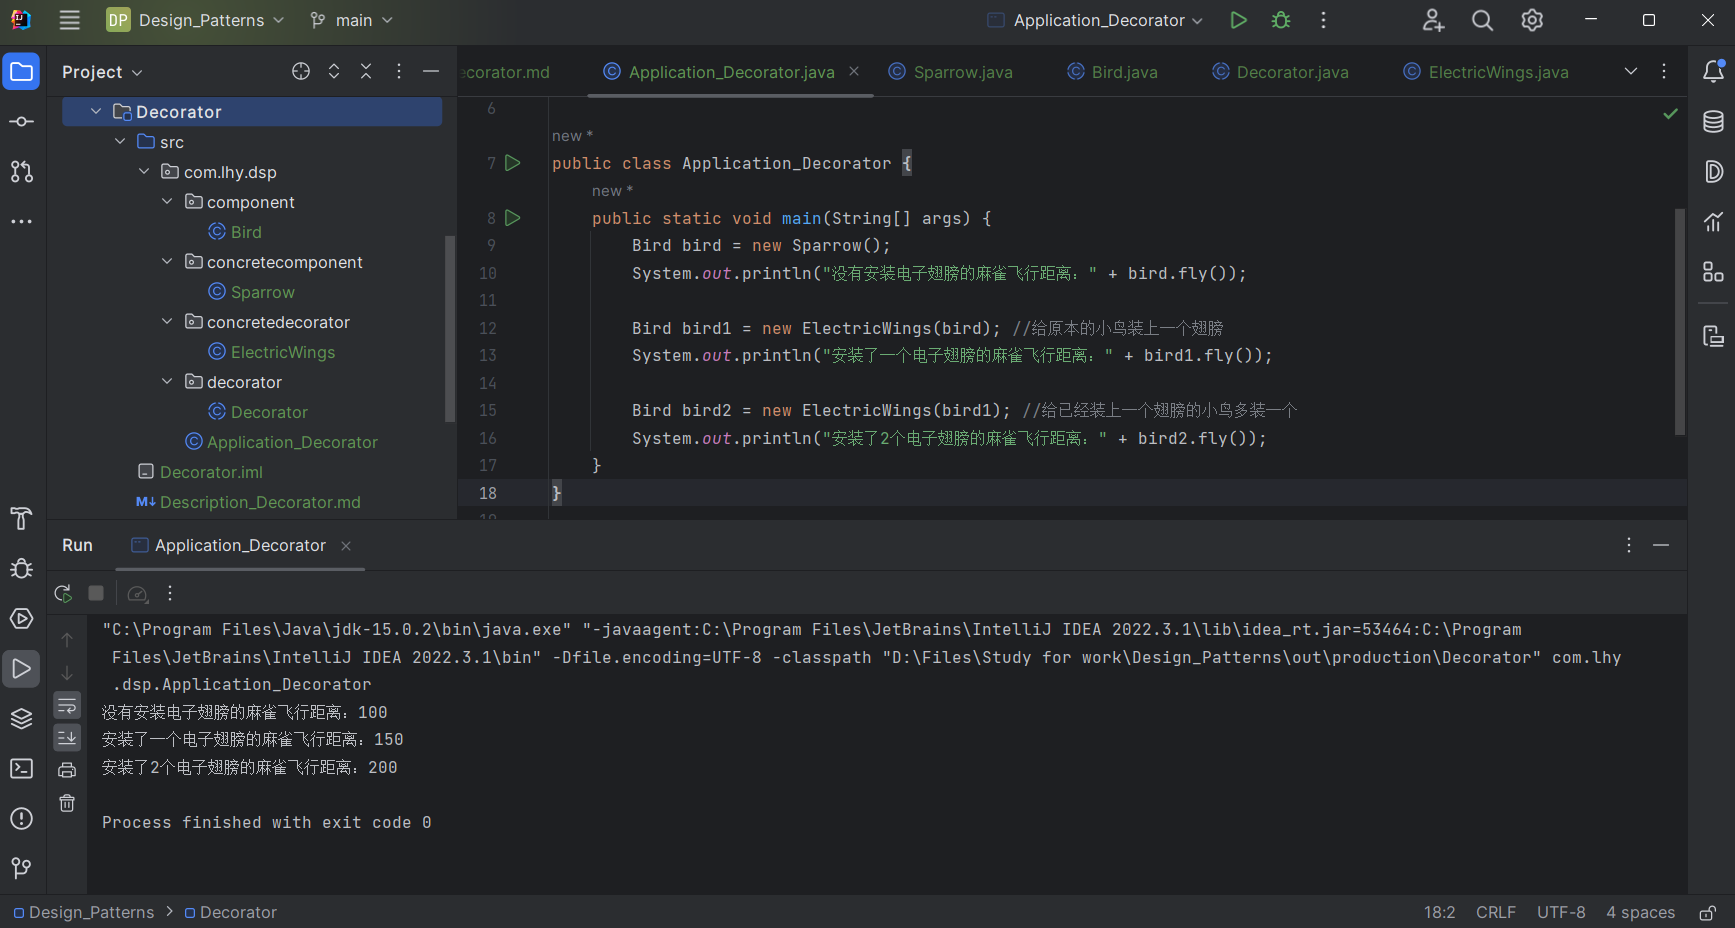 DP Design_Patterns main Application_Decorator
Project
ecorator.md Application_Decorator.java Sparrow.java Bird.java Decorator.java ElectricWings.java
Decorator
src
com.lhy.dsp
component
Bird
concretecomponent
Sparrow
concretedecorator
ElectricWings
decorator
Decorator
Application_Decorator
Decorator.iml
M↓ Description_Decorator.md
6
new *
7 public class Application_Decorator {
new *
8 public static void main(String[] args) {
9 Bird bird = new Sparrow();
10 System.out.println("没有安装电子翅膀的麻雀飞行距离：" + bird.fly());
11
12 Bird bird1 = new ElectricWings(bird); //给原本的小鸟装上一个翅膀
13 System.out.println("安装了一个电子翅膀的麻雀飞行距离：" + bird1.fly());
14
15 Bird bird2 = new ElectricWings(bird1); //给已经装上一个翅膀的小鸟多装一个
16 System.out.println("安装了2个电子翅膀的麻雀飞行距离：" + bird2.fly());
17 }
18 }
Run Application_Decorator
"C:\Program Files\Java\jdk-15.0.2\bin\java.exe" "-javaagent:C:\Program Files\JetBrains\IntelliJ IDEA 2022.3.1\lib\idea_rt.jar=53464:C:\Program
Files\JetBrains\IntelliJ IDEA 2022.3.1\bin" -Dfile.encoding=UTF-8 -classpath "D:\Files\Study for work\Design_Patterns\out\production\Decorator" com.lhy
.dsp.Application_Decorator
没有安装电子翅膀的麻雀飞行距离：100
安装了一个电子翅膀的麻雀飞行距离：150
安装了2个电子翅膀的麻雀飞行距离：200
Process finished with exit code 0
Design_Patterns > Decorator
18:2 CRLF UTF-8 4 spaces